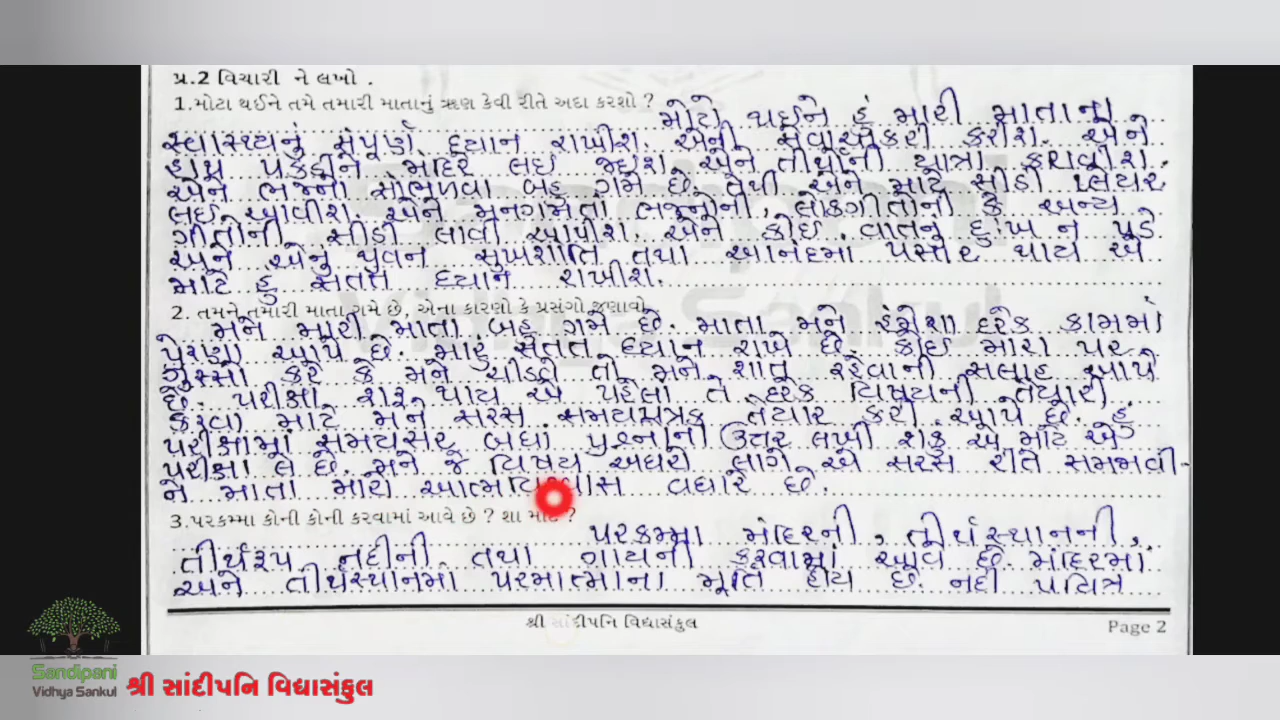 પ્ર.2 વિચારી ને લખો .
1.મોટા થઈને તમે તમારી માતાનું ઋણ કેવી રીતે અદા કરશો ?
મોટો થઈને હું મારી માતાના
સ્વાસ્થ્યનું સંપૂર્ણ ધ્યાન રાખીશ. એની સેવાચાકરી કરીશ. એને
હાથ પકડીને મંદિર લઇ જઇશ. એને તીર્થોની યાત્રા કરાવીશ.
એને ભજનો સાંભળવા બહુ ગમે છે. તેથી એને માટે સીડી પ્લેયર
લઇ આવીશ. એને મનગમતાં ભજનોની, લોકગીતોની કે અન્ય
ગીતોની સીડી લાવી આપીશ. એને કોઈ વાતનું દુઃખ ન પડે
અને એનું જીવન સુખશાંતિ તથા આનંદમાં પસાર થાય એ
માટે હું સતત ધ્યાન રાખીશ.
2. તમને તમારી માતા ગમે છે, એના કારણો કે પ્રસંગો જણાવો.
મને મારી માતા બહુ ગમે છે. માતા મને હંમેશા દરેક કામમાં
પ્રેરણા આપે છે. મારું સતત ધ્યાન રાખે છે. કોઈ મારા પર
ગુસ્સો કરે કે મને ચીડવે તો મને શાંત રહેવાની સલાહ આપે
છે. પરીક્ષા શરૂ થાય એ પહેલા તે દરેક વિષયની તૈયારી
કરવા માટે મને સરસ સમયપત્રક તૈયાર કરી આપે છે. હું
પરીક્ષામાં સમયસર બધા પ્રશ્નોની ઉત્તર લખી શકું એ માટે એ
પરીક્ષા લે છે. મને જે વિષય અઘરો લાગે એ સરસ રીતે સમજાવી-
ને માતા મારો આત્મવિશ્વાસ વધારે છે.
3.પરકમ્મા કોની કોની કરવામાં આવે છે ? શા માટે ?
પરકમ્મા મંદિરની, તીર્થસ્થાનની,
તીર્થરૂપ નદીની તથા ગાયની કરવામાં આવે છે. મંદિરમાં
અને તીર્થસ્થાનમાં પરમાત્માના મૂર્તિ હોય છે. નદી પવિત્ર
શ્રી સાંદીપનિ વિદ્યાસંકુલ
Page 2
Sandipani
Vidhya Sankul
શ્રી સાંદીપનિ વિદ્યાસંકુલ